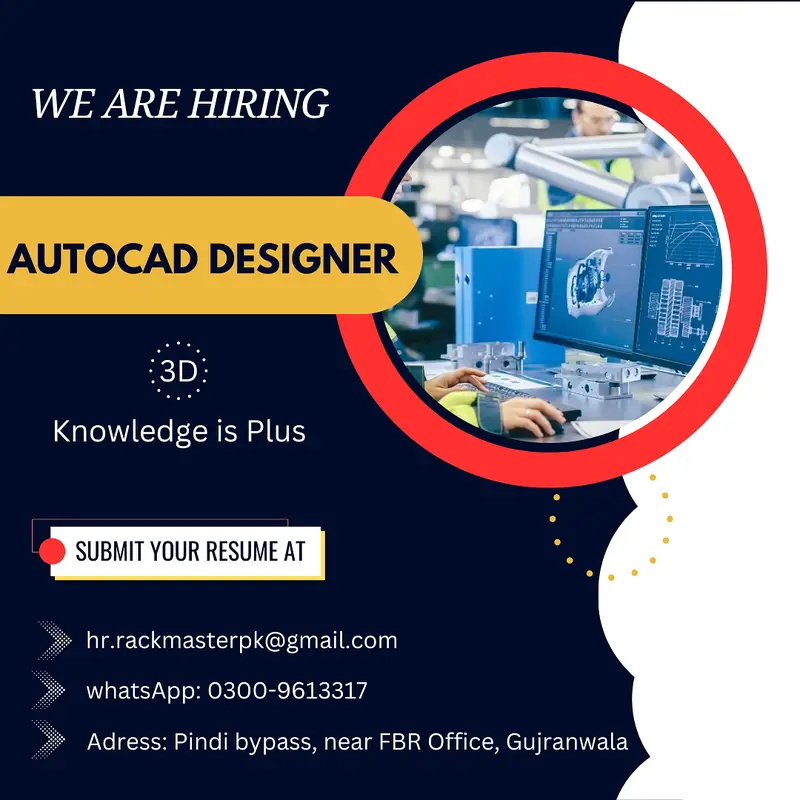 WE ARE HIRING
AUTOCAD DESIGNER
3D
Knowledge is Plus
SUBMIT YOUR RESUME AT
hr.rackmasterpk@gmail.com
whatsApp: 0300-9613317
Adress: Pindi bypass, near FBR Office, Gujranwala